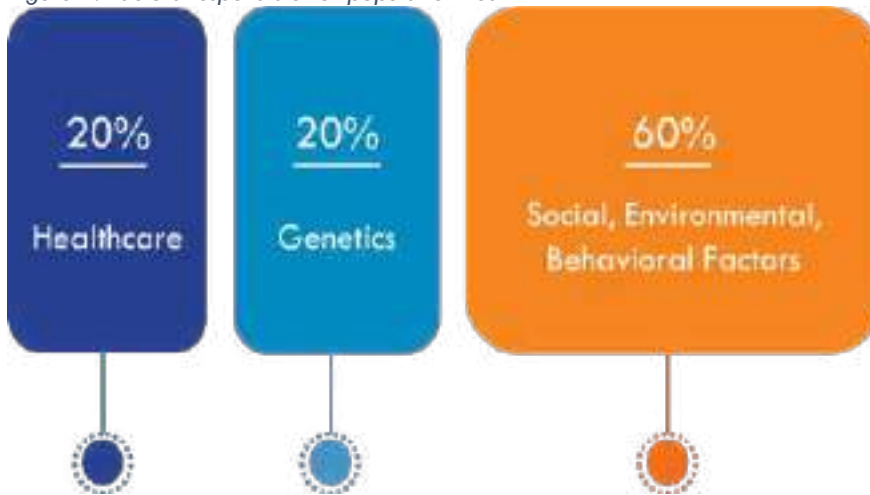 20%
Healthcare
20%
Genetics
60%
Social, Environmental,
Behavioral Factors